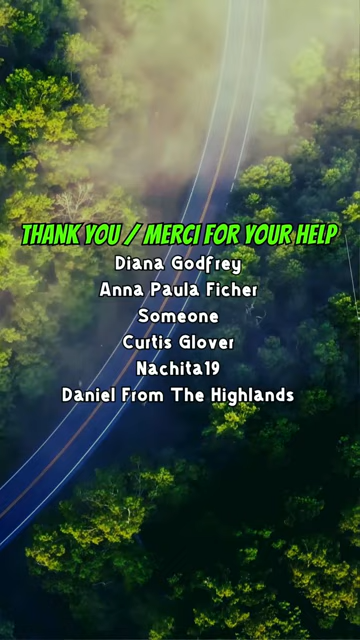 THANK YOU / MERCI FOR YOUR HELP
Diana Godfrey
Anna Paula Ficher
Someone
Curtis Glover
Nachita19
Daniel From The Highlands